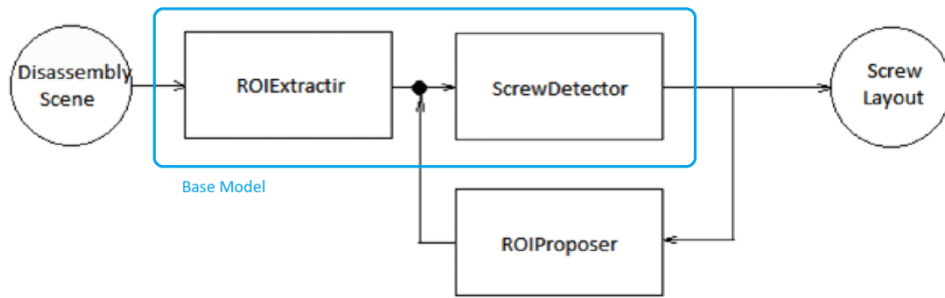 Disassembly
Scene
ROIExtractir
ScrewDetector
Screw
Layout
Base Model
ROIProposer